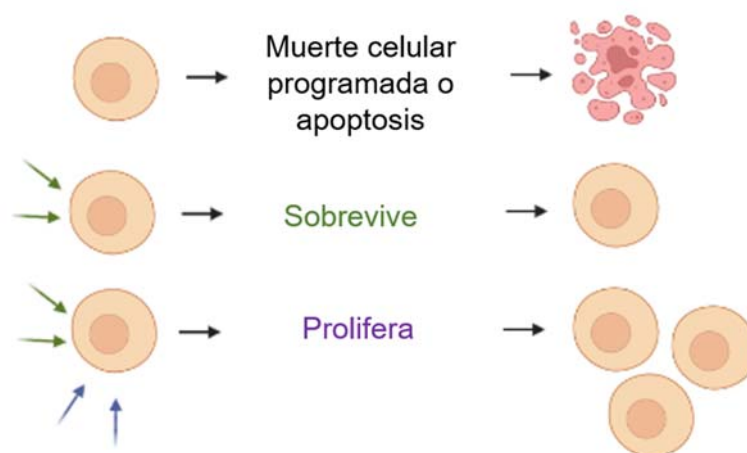 Muerte celular
programada o
apoptosis
Sobrevive
Prolifera